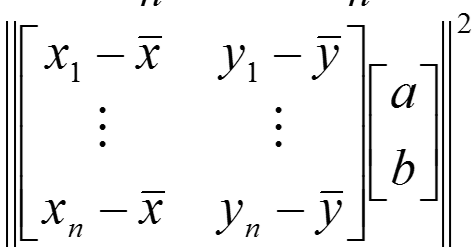 ‖[x₁ − x̄  y₁ − ȳ] [a]‖²
⋮  ⋮
xₙ − x̄  yₙ − ȳ  b